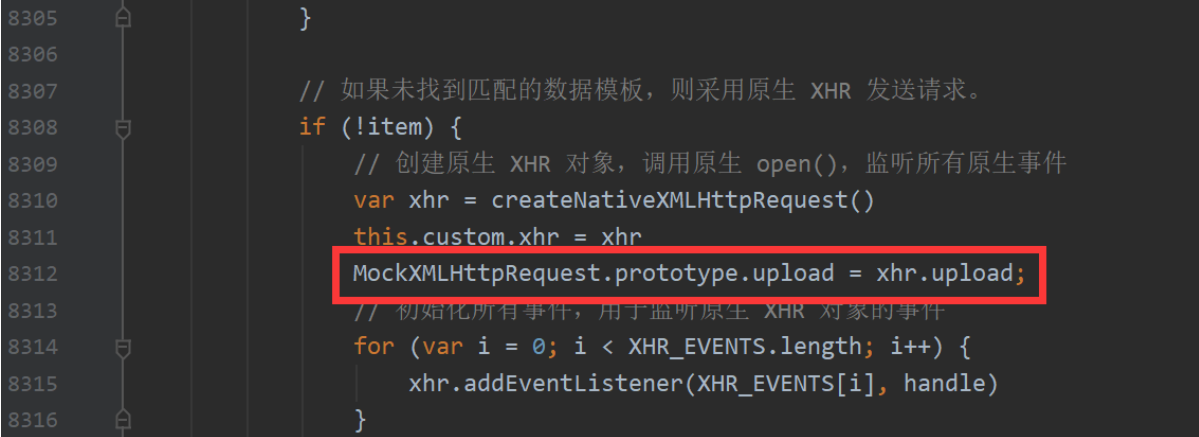 8305 }
8306
8307 // 如果未找到匹配的数据模板，则采用原生 XHR 发送请求。
8308 if (!item) {
8309 // 创建原生 XHR 对象，调用原生 open()，监听所有原生事件
8310 var xhr = createNativeXMLHttpRequest()
8311 this.custom.xhr = xhr
8312 MockXMLHttpRequest.prototype.upload = xhr.upload;
8313 // 初始化所有事件，用于监听原生 XHR 对象的事件
8314 for (var i = 0; i < XHR_EVENTS.length; i++) {
8315 xhr.addEventListener(XHR_EVENTS[i], handle)
8316 }